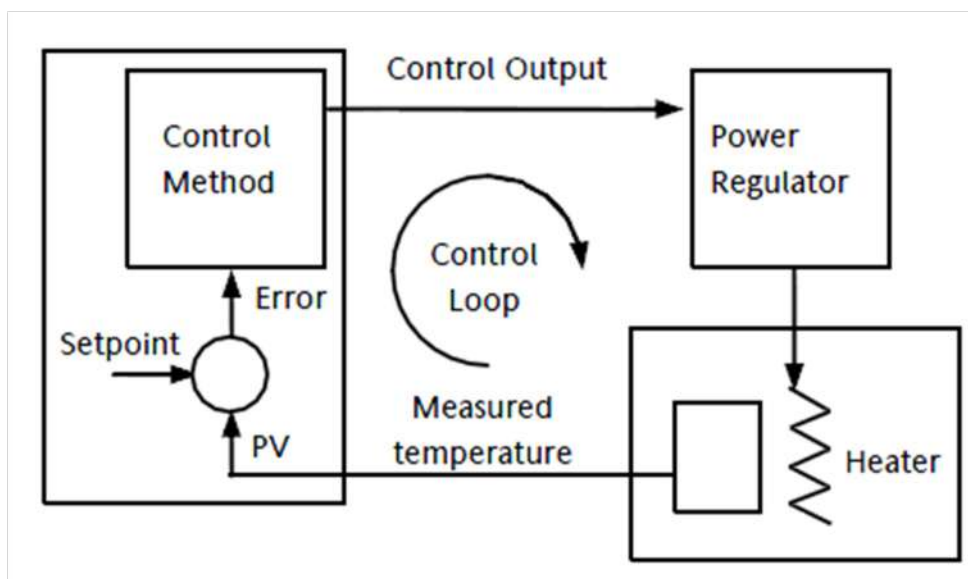 Control Output
Control
Method
Power
Regulator
Control
Loop
Error
Setpoint
PV
Measured
temperature
Heater